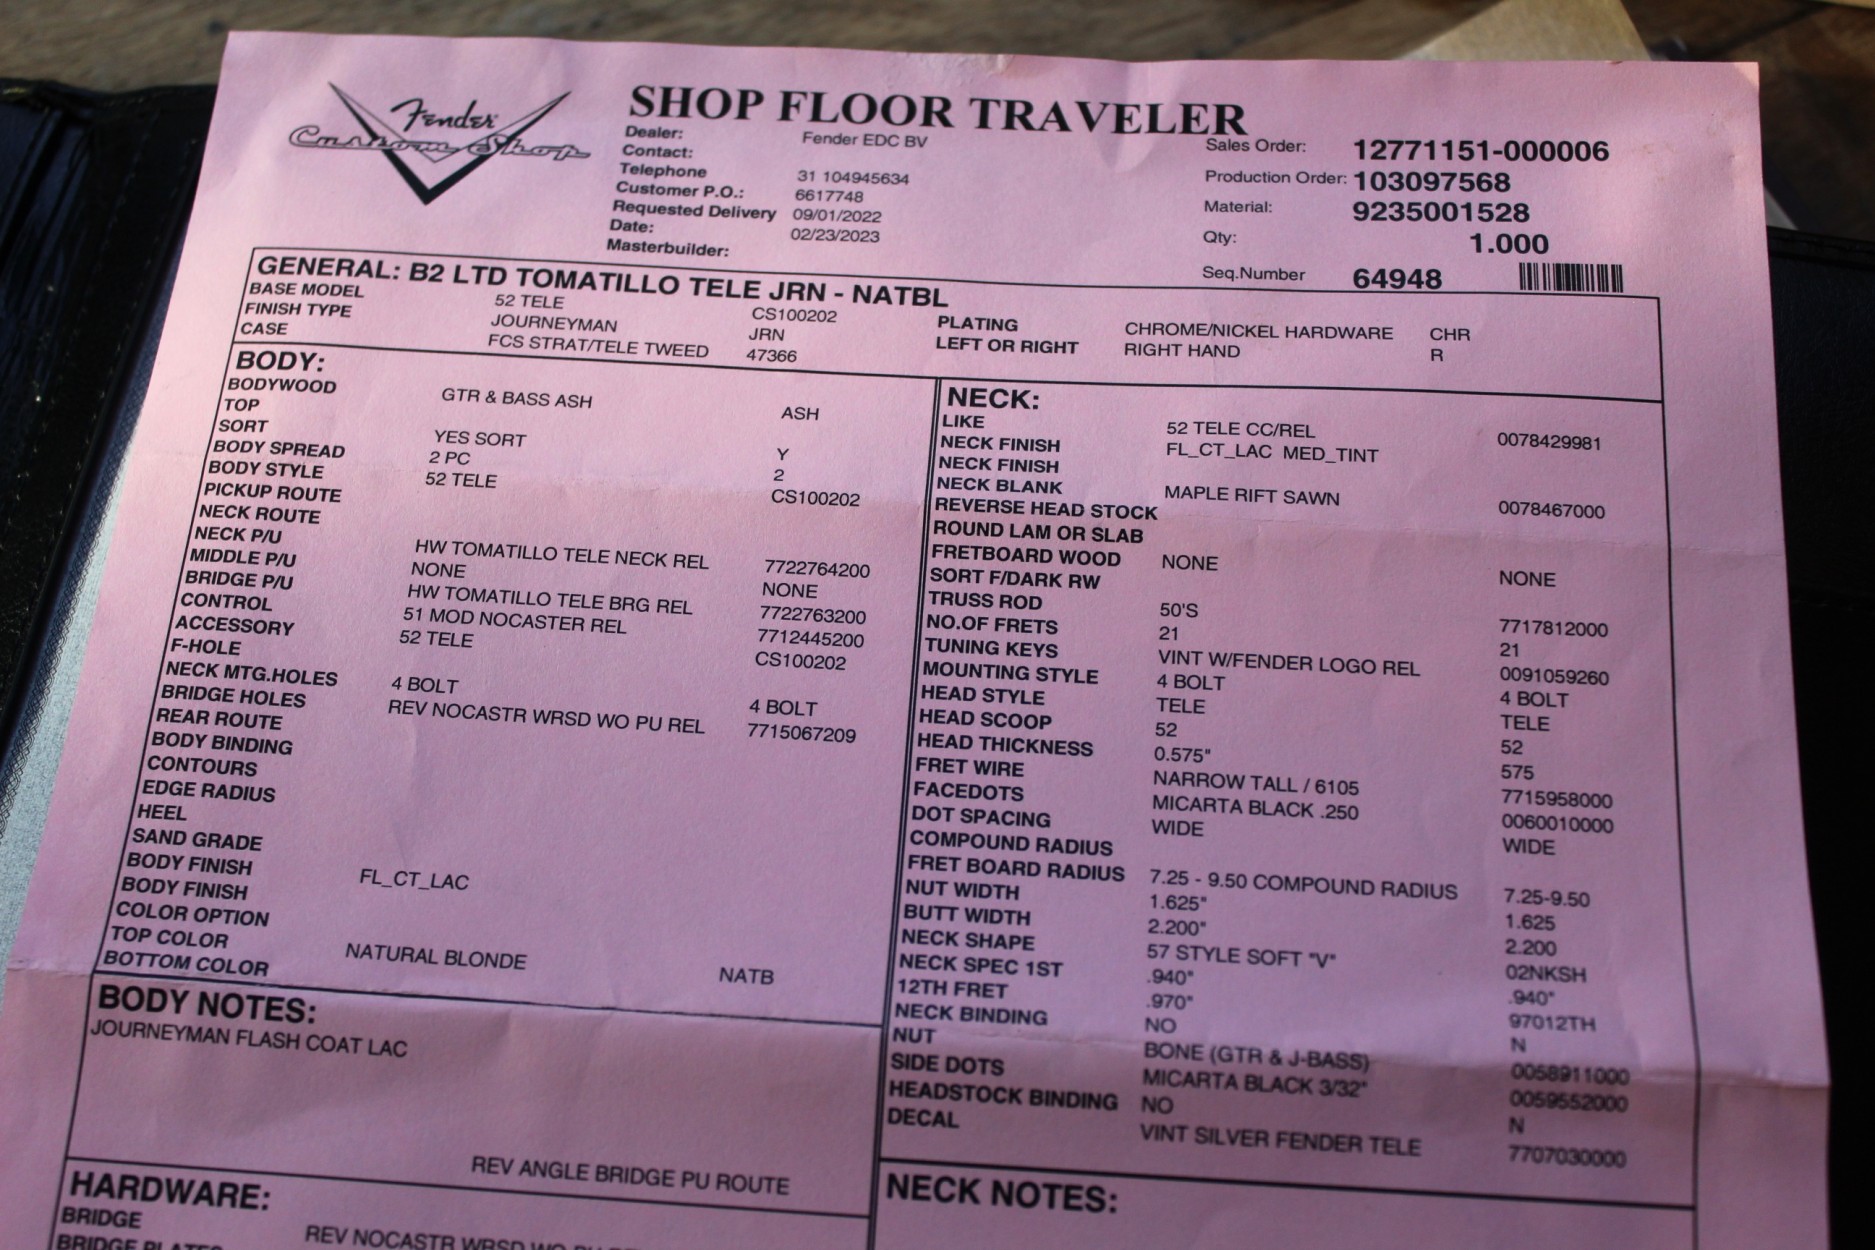 Fender
Custom Shop
SHOP FLOOR TRAVELER
Dealer: Fender EDC BV
Contact:
Telephone 31 104945634
Customer P.O.: 6617748
Requested Delivery 09/01/2022
Date: 02/23/2023
Masterbuilder:
Sales Order: 12771151-000006
Production Order: 103097568
Material: 9235001528
Qty: 1.000
Seq.Number 64948
GENERAL: B2 LTD TOMATILLO TELE JRN - NATBL
BASE MODEL 52 TELE CS100202
FINISH TYPE JOURNEYMAN JRN
CASE FCS STRAT/TELE TWEED 47366
PLATING CHROME/NICKEL HARDWARE CHR
LEFT OR RIGHT RIGHT HAND R
BODY:
BODYWOOD GTR & BASS ASH ASH
TOP
SORT YES SORT Y
BODY SPREAD 2 PC 2
BODY STYLE 52 TELE CS100202
PICKUP ROUTE
NECK ROUTE
NECK P/U HW TOMATILLO TELE NECK REL 7722764200
MIDDLE P/U NONE NONE
BRIDGE P/U HW TOMATILLO TELE BRG REL 7722763200
CONTROL 51 MOD NOCASTER REL 7712445200
ACCESSORY 52 TELE CS100202
F-HOLE
NECK MTG.HOLES 4 BOLT 4 BOLT
BRIDGE HOLES REV NOCASTR WRSD WO PU REL 7715067209
REAR ROUTE
BODY BINDING
CONTOURS
EDGE RADIUS
HEEL
SAND GRADE
BODY FINISH FL_CT_LAC
BODY FINISH
COLOR OPTION
TOP COLOR NATURAL BLONDE NATB
BOTTOM COLOR
BODY NOTES:
JOURNEYMAN FLASH COAT LAC
REV ANGLE BRIDGE PU ROUTE
HARDWARE:
BRIDGE REV NOCASTR WRSD WO
BRIDGE PLATES
NECK:
LIKE 52 TELE CC/REL 0078429981
NECK FINISH FL_CT_LAC MED_TINT
NECK FINISH
NECK BLANK MAPLE RIFT SAWN 0078467000
REVERSE HEAD STOCK
ROUND LAM OR SLAB
FRETBOARD WOOD NONE NONE
SORT F/DARK RW
TRUSS ROD 50'S 7717812000
NO.OF FRETS 21 21
TUNING KEYS VINT W/FENDER LOGO REL 0091059260
MOUNTING STYLE 4 BOLT 4 BOLT
HEAD STYLE TELE TELE
HEAD SCOOP 52 52
HEAD THICKNESS 0.575" 575
FRET WIRE NARROW TALL / 6105 7715958000
FACEDOTS MICARTA BLACK .250 0060010000
DOT SPACING WIDE WIDE
COMPOUND RADIUS
FRET BOARD RADIUS 7.25 - 9.50 COMPOUND RADIUS 7.25-9.50
NUT WIDTH 1.625" 1.625
BUTT WIDTH 2.200" 2.200
NECK SHAPE 57 STYLE SOFT "V" 02NKSH
NECK SPEC 1ST .940" .940"
12TH FRET .970" 97012TH
NECK BINDING NO N
NUT BONE (GTR & J-BASS) 0058911000
SIDE DOTS MICARTA BLACK 3/32" 0059552000
HEADSTOCK BINDING NO N
DECAL VINT SILVER FENDER TELE 7707030000
NECK NOTES: